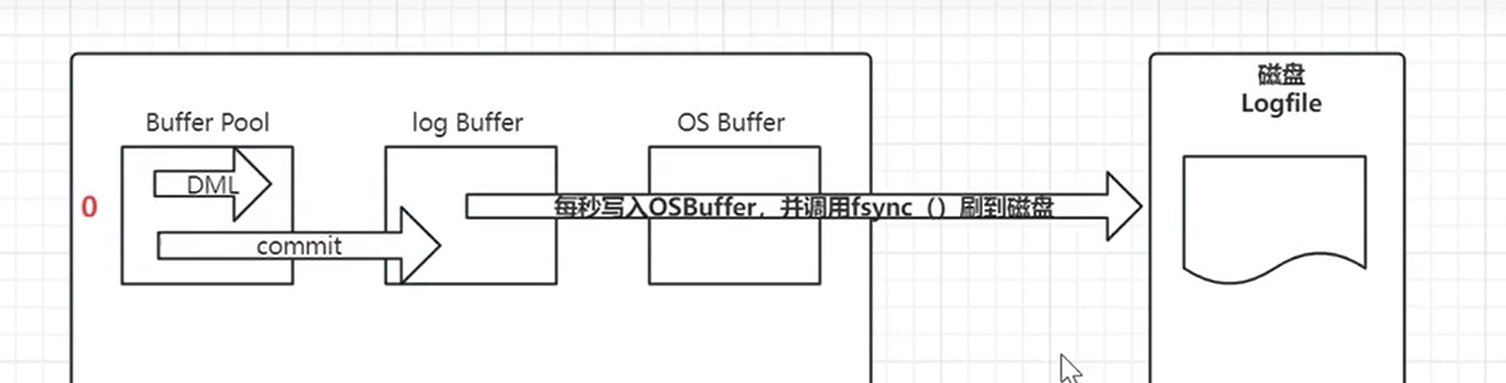 磁盘
Logfile
Buffer Pool
log Buffer
OS Buffer
DML
0
每秒写入OSBuffer，并调用fsync（）刷到磁盘
commit